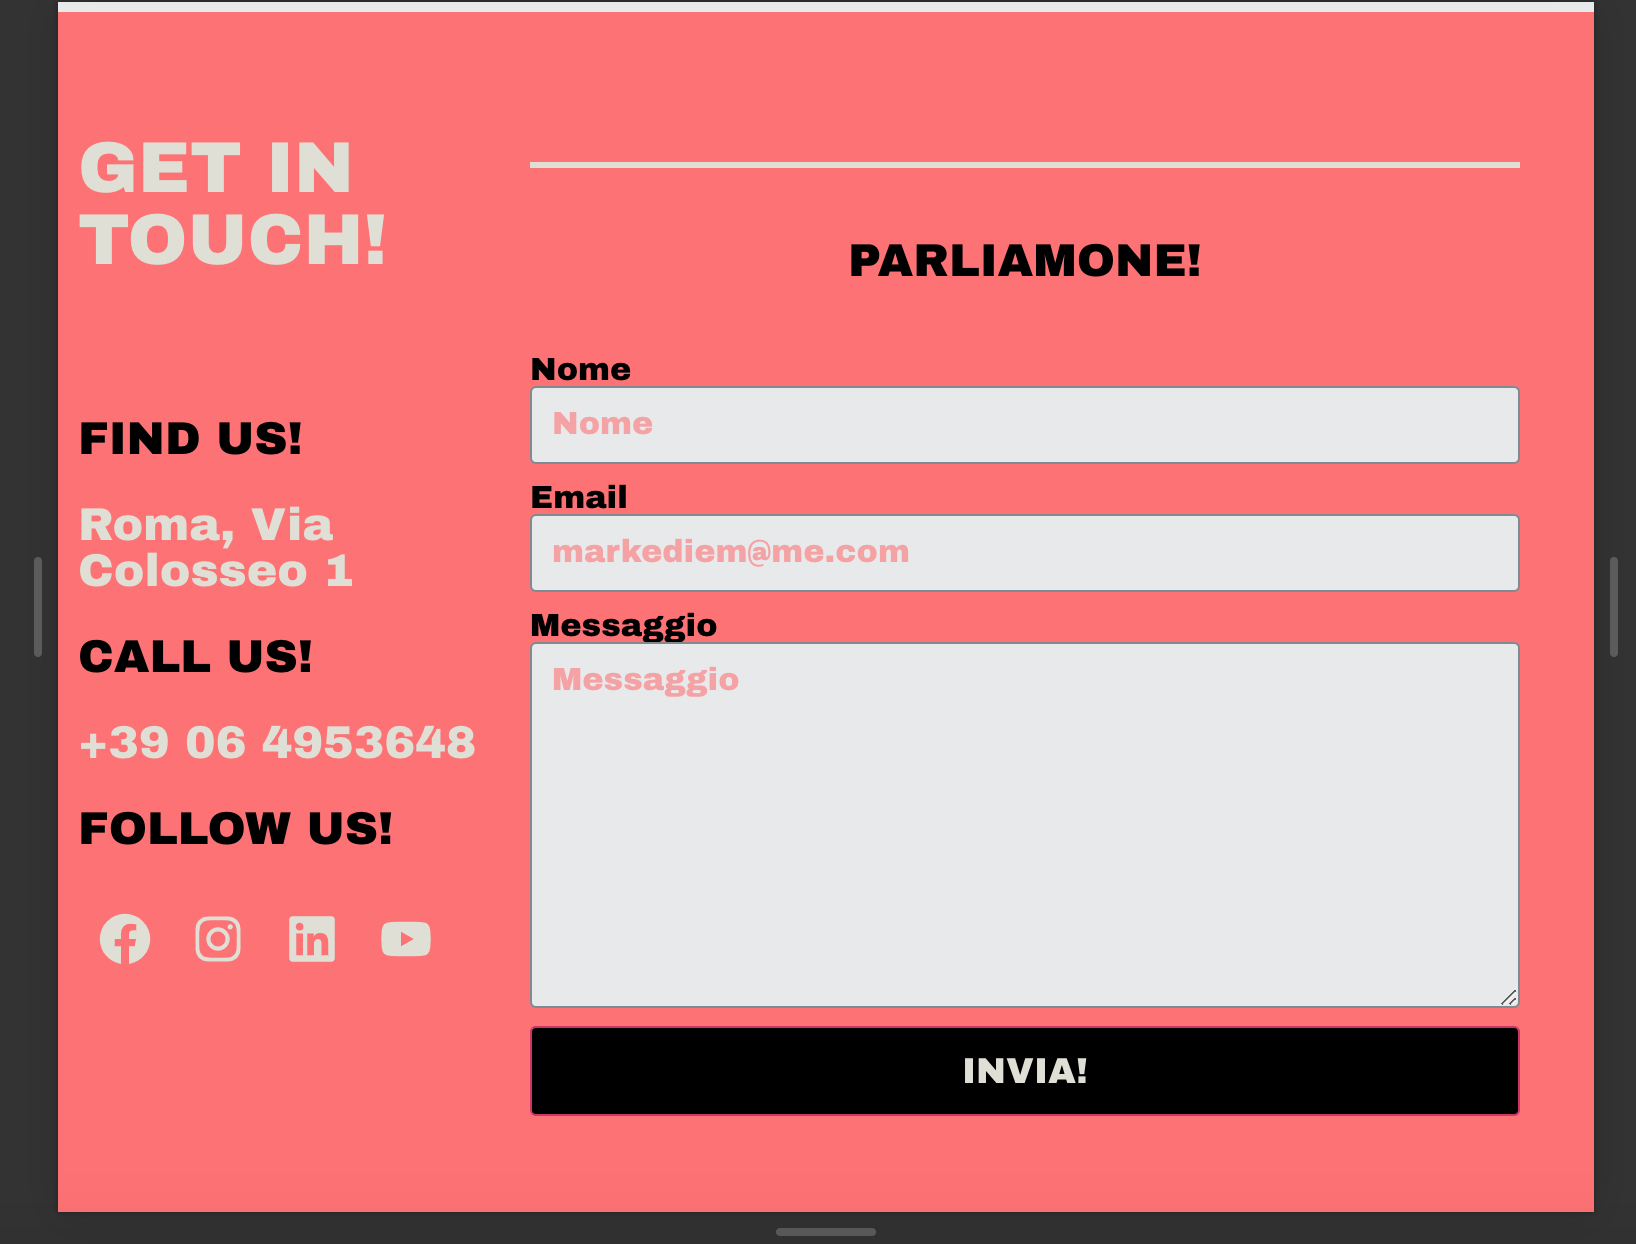 GET IN
TOUCH!
FIND US!
Roma, Via
Colosseo 1
CALL US!
+39 06 4953648
FOLLOW US!
PARLIAMONE!
Nome
Nome
Email
markediem@me.com
Messaggio
Messaggio
INVIA!